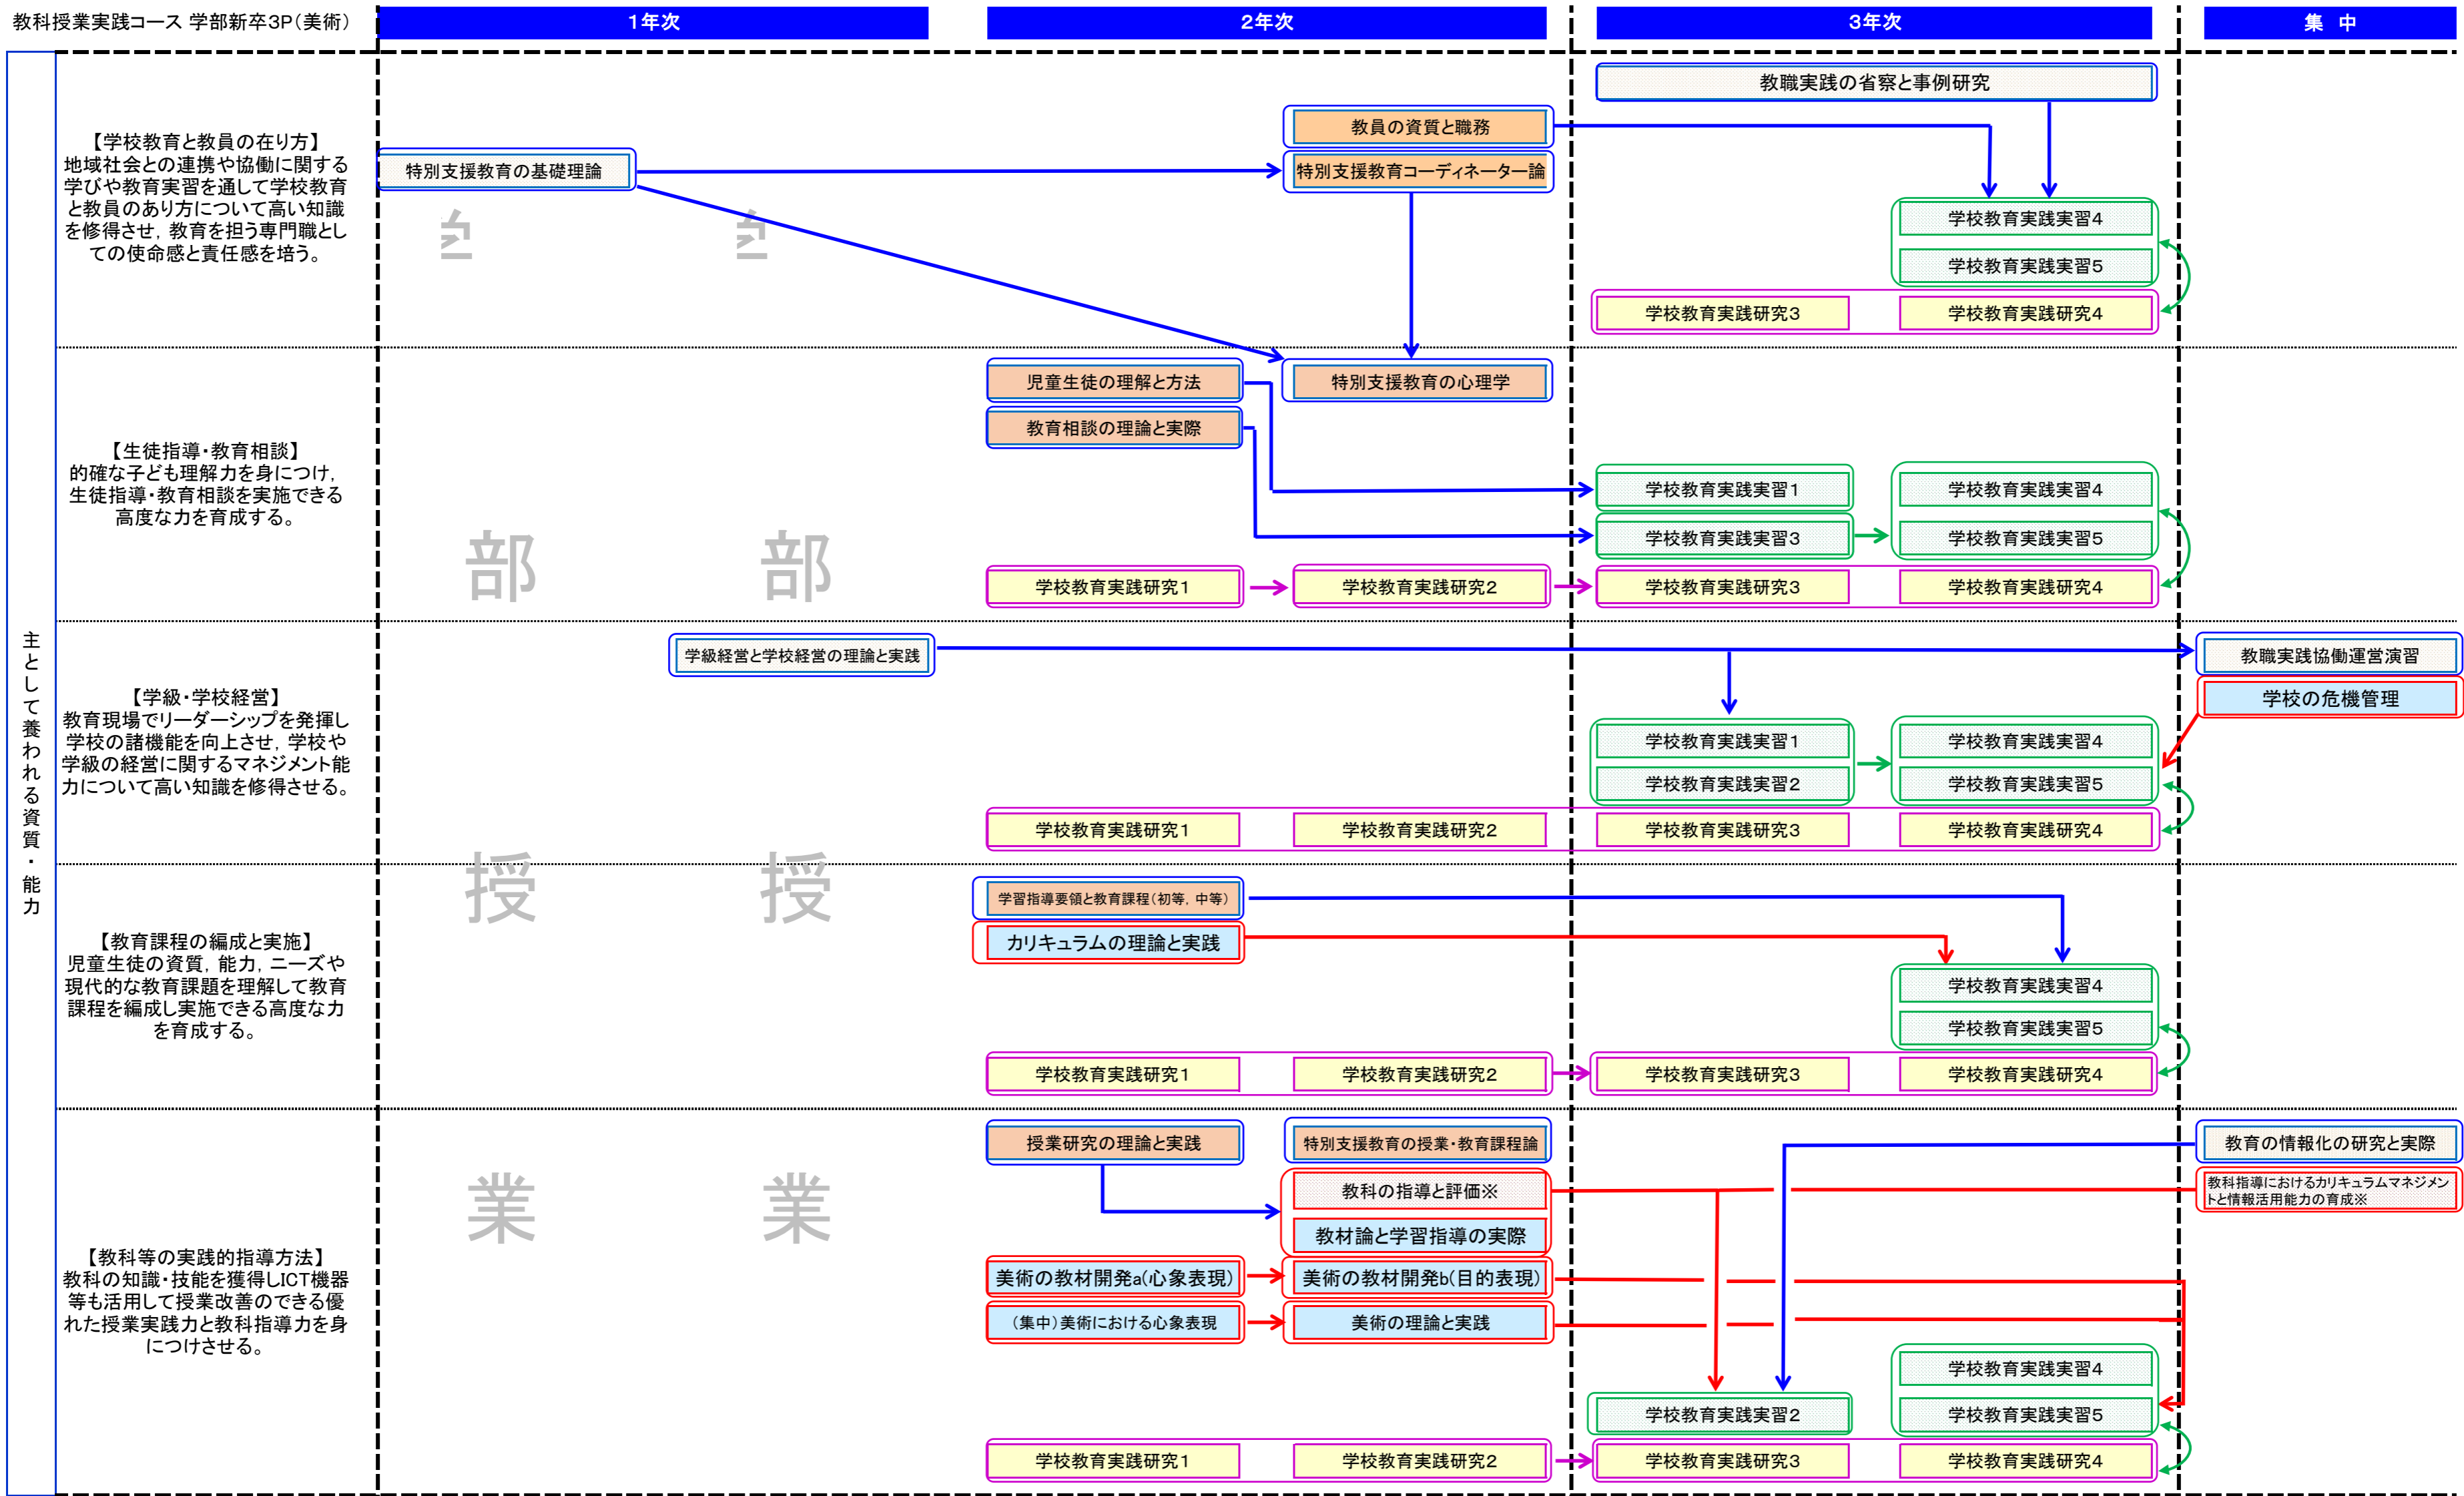 教科授業実践コース 学部新卒3P（美術）
1年次
2年次
3年次
集　中
主として養われる資質・能力
【学校教育と教員の在り方】
地域社会との連携や協働に関する
学びや教育実習を通して学校教育
と教員のあり方について高い知識
を修得させ，教育を担う専門職とし
ての使命感と責任感を培う。
教職実践の省察と事例研究
教員の資質と職務
特別支援教育の基礎理論
特別支援教育コーディネーター論
学校教育実践実習4
学校教育実践実習5
学校教育実践研究3
学校教育実践研究4
【生徒指導・教育相談】
的確な子ども理解力を身につけ，
生徒指導・教育相談を実施できる
高度な力を育成する。
児童生徒の理解と方法
特別支援教育の心理学
教育相談の理論と実際
学校教育実践実習1
学校教育実践実習4
学校教育実践実習3
学校教育実践実習5
部
部
学校教育実践研究1
学校教育実践研究2
学校教育実践研究3
学校教育実践研究4
【学級・学校経営】
教育現場でリーダーシップを発揮し
学校の諸機能を向上させ，学校や
学級の経営に関するマネジメント能
力について高い知識を修得させる。
学級経営と学校経営の理論と実践
教職実践協働運営演習
学校の危機管理
学校教育実践実習1
学校教育実践実習4
学校教育実践実習2
学校教育実践実習5
学校教育実践研究1
学校教育実践研究2
学校教育実践研究3
学校教育実践研究4
授
授
【教育課程の編成と実施】
児童生徒の資質，能力，ニーズや
現代的な教育課題を理解して教育
課程を編成し実施できる高度な力
を育成する。
学習指導要領と教育課程（初等，中等）
カリキュラムの理論と実践
学校教育実践実習4
学校教育実践実習5
学校教育実践研究1
学校教育実践研究2
学校教育実践研究3
学校教育実践研究4
【教科等の実践的指導方法】
教科の知識・技能を獲得しICT機器
等も活用して授業改善のできる優
れた授業実践力と教科指導力を身
につけさせる。
業
業
授業研究の理論と実践
特別支援教育の授業・教育課程論
教育の情報化の研究と実際
教科の指導と評価※
教科指導におけるカリキュラムマネジメン
トと情報活用能力の育成※
教材論と学習指導の実際
美術の教材開発a(心象表現)
美術の教材開発b(目的表現)
（集中）美術における心象表現
美術の理論と実践
学校教育実践実習4
学校教育実践実習2
学校教育実践実習5
学校教育実践研究1
学校教育実践研究2
学校教育実践研究3
学校教育実践研究4